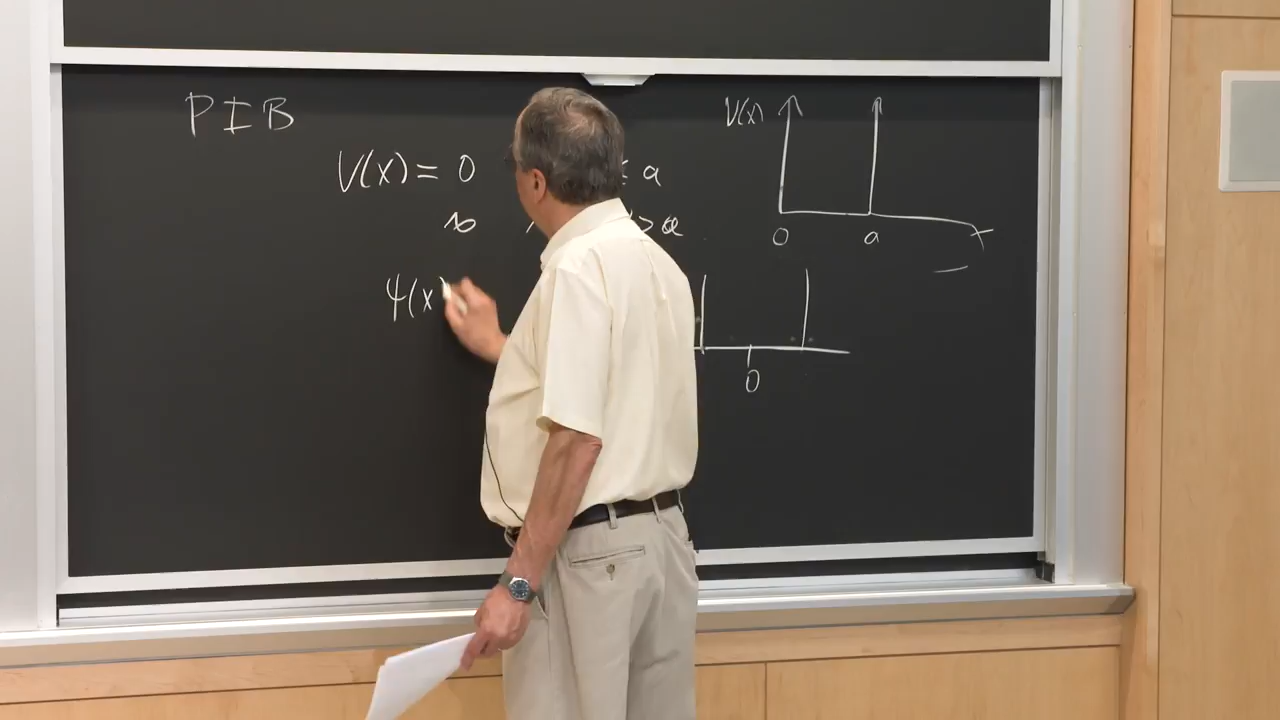 PIB
V(x) = 0 ≤ a
∞ > a
ψ(x)
V(x)
0 a x
0